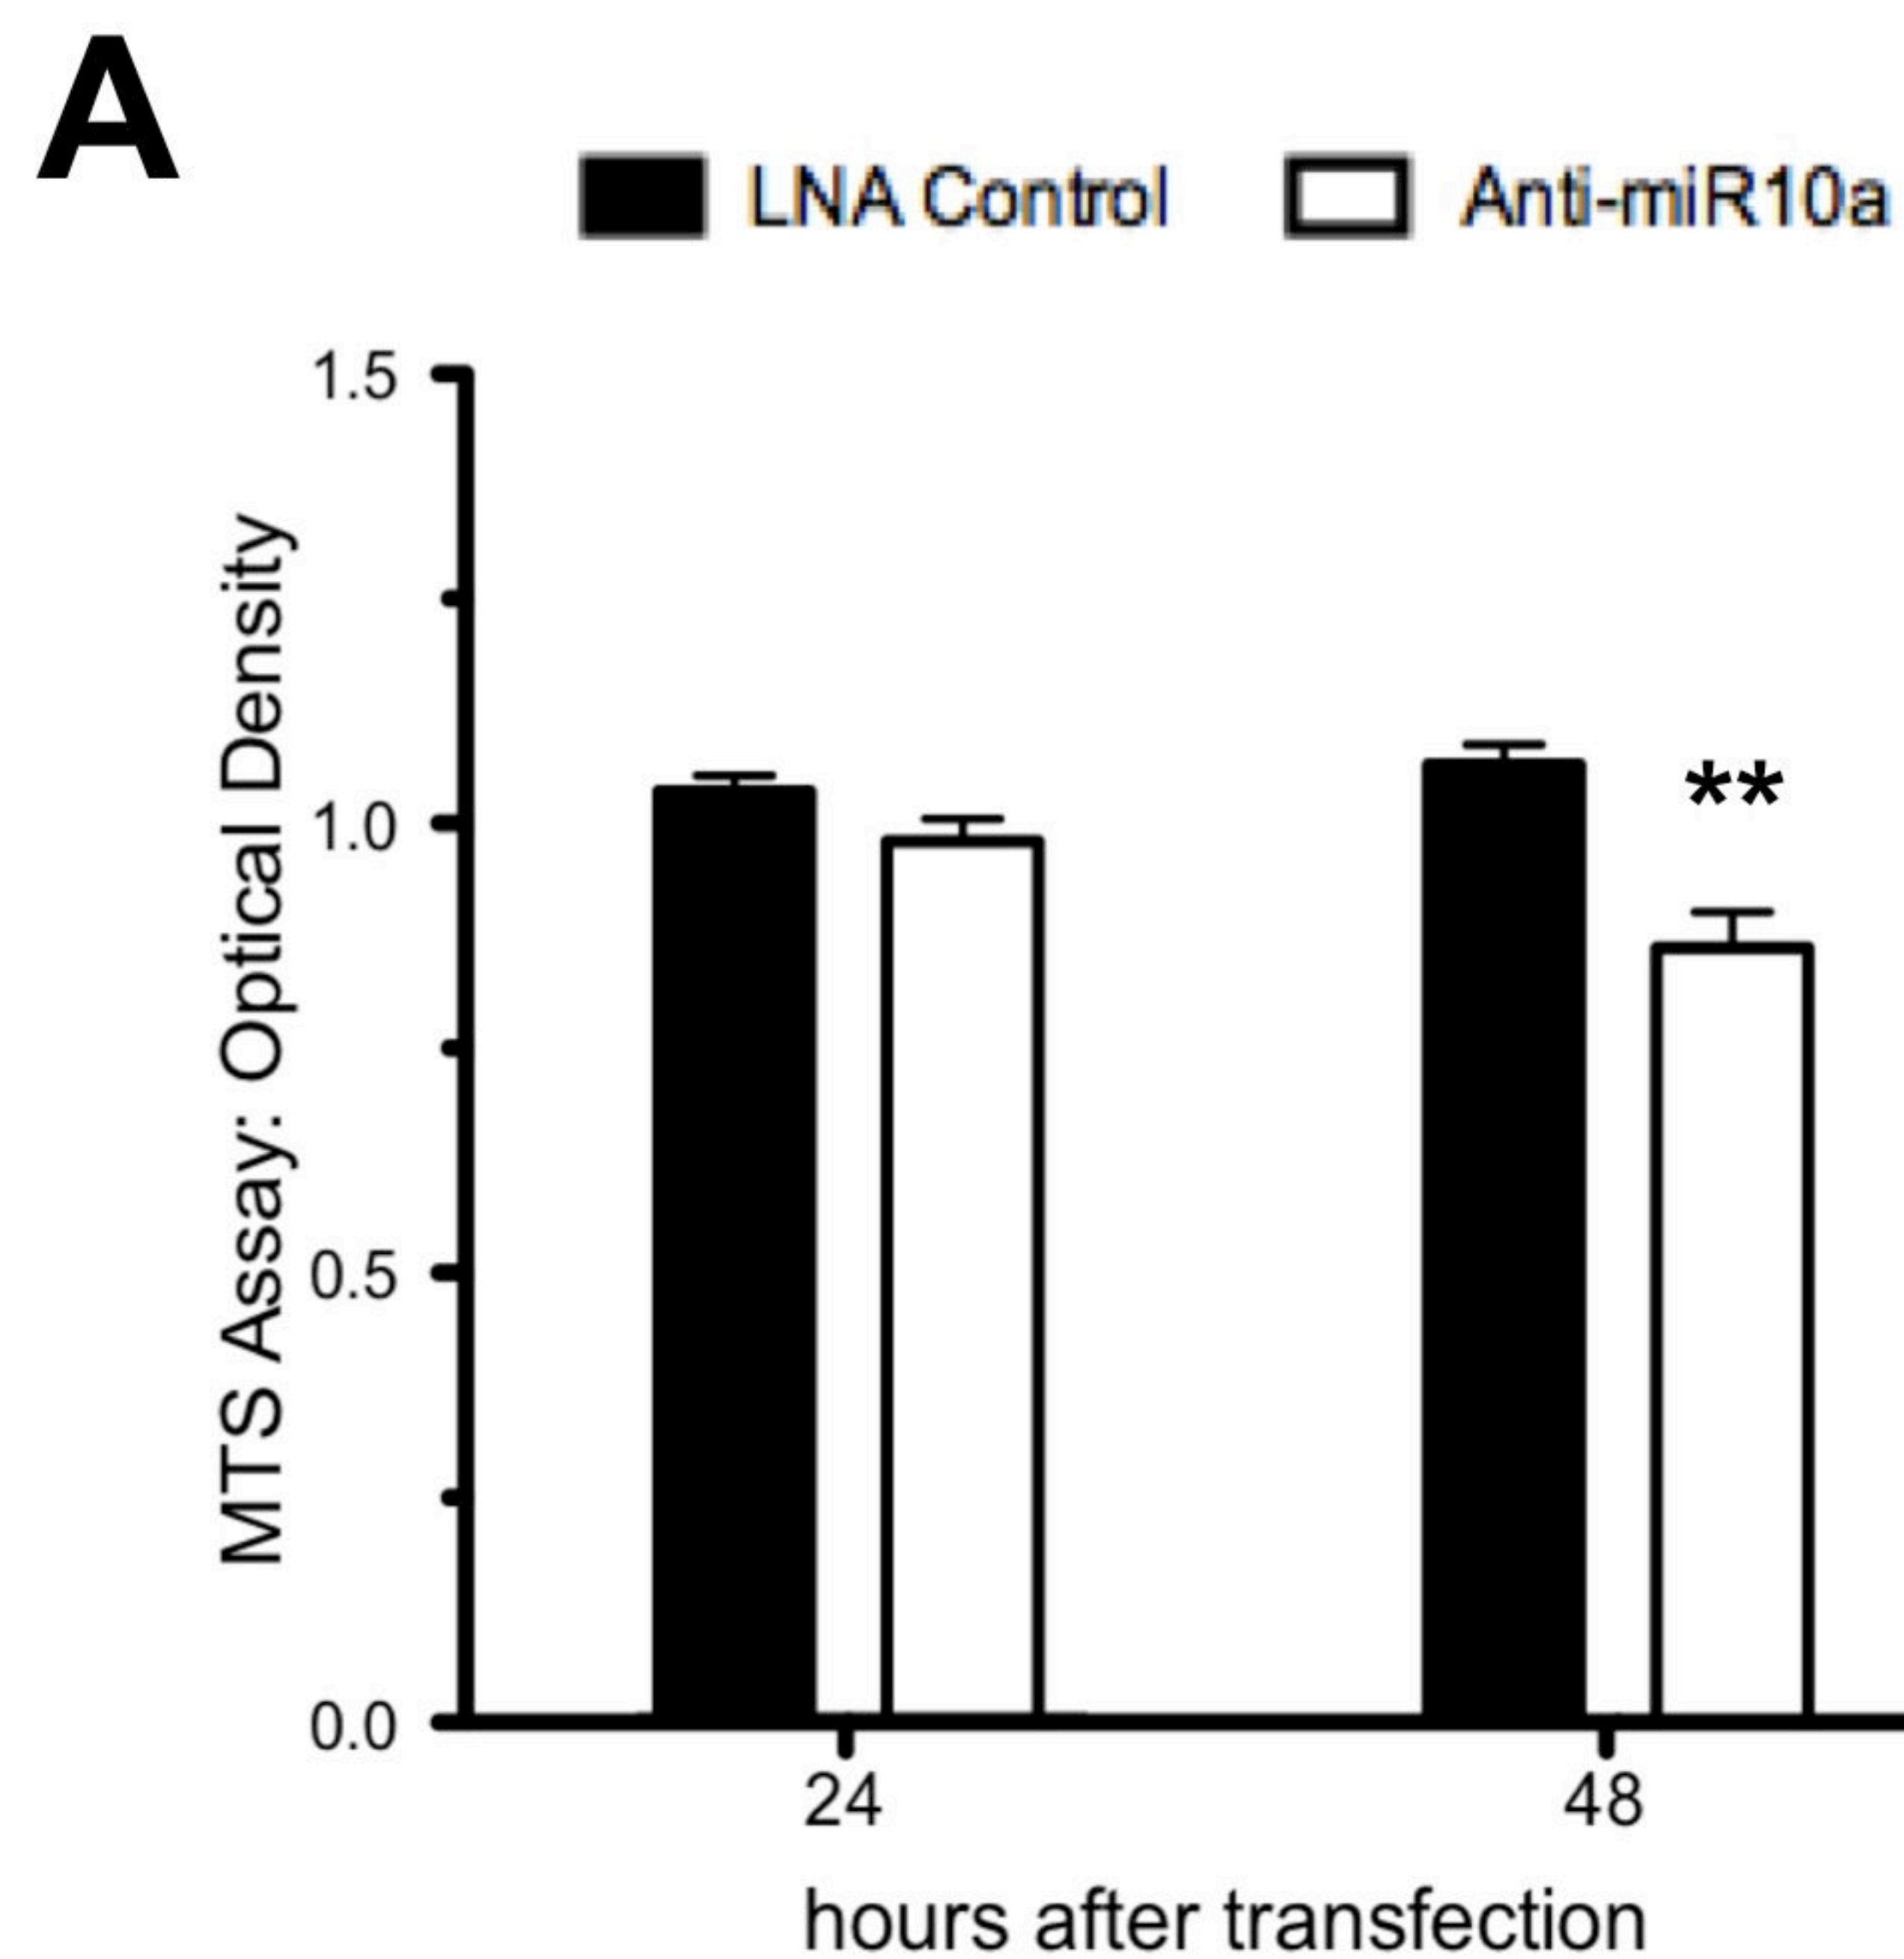 A
LNA Control
Anti-miR10a
MTS Assay: Optical Density
1.5
1.0
0.5
0.0
**
24
48
hours after transfection